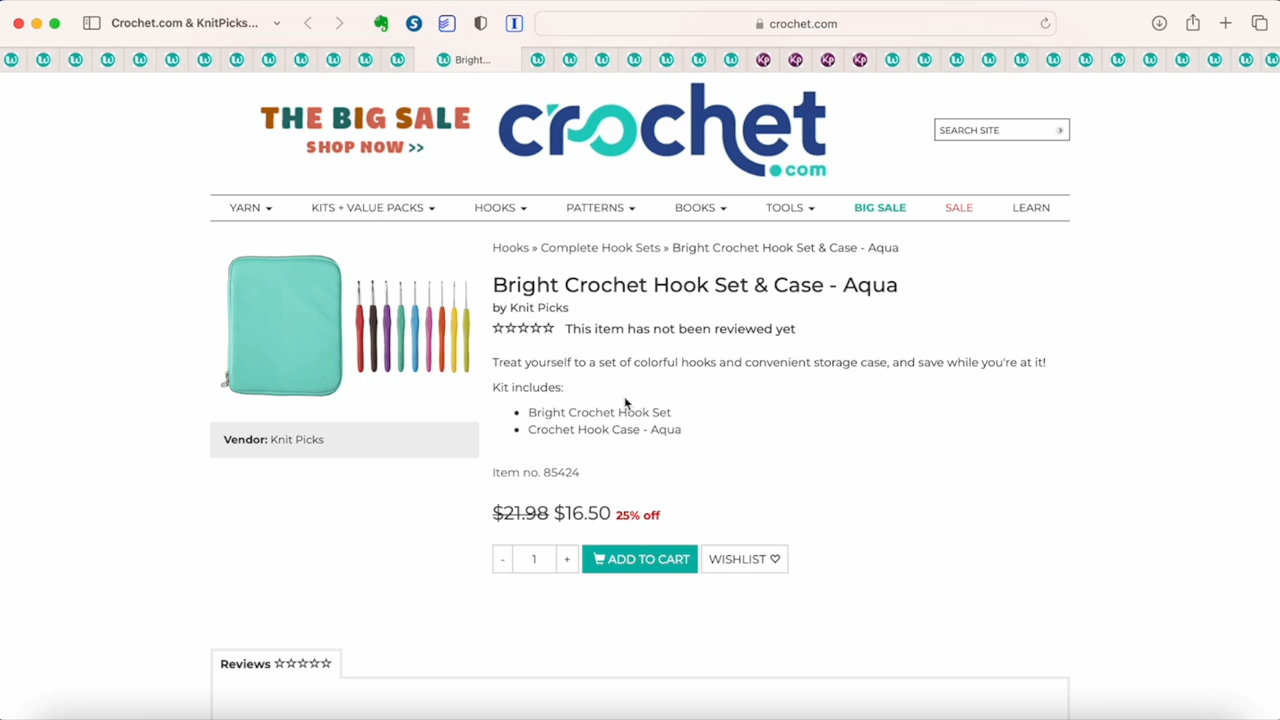 Crochet.com & KnitPicks...
crochet.com
Bright...
THE BIG SALE
SHOP NOW >>
crochet
.com
SEARCH SITE
YARN
KITS + VALUE PACKS
HOOKS
PATTERNS
BOOKS
TOOLS
BIG SALE
SALE
LEARN
Hooks » Complete Hook Sets » Bright Crochet Hook Set & Case - Aqua
Bright Crochet Hook Set & Case - Aqua
by Knit Picks
☆☆☆☆☆ This item has not been reviewed yet
Treat yourself to a set of colorful hooks and convenient storage case, and save while you're at it!
Kit includes:
• Bright Crochet Hook Set
• Crochet Hook Case - Aqua
Vendor: Knit Picks
Item no. 85424
$21.98 $16.50 25% off
- 1 +
ADD TO CART
WISHLIST ♡
Reviews ☆☆☆☆☆